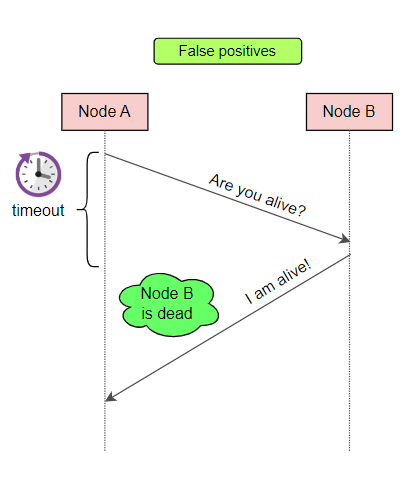 False positives
Node A
Node B
timeout
Are you alive?
I am alive!
Node B
is dead